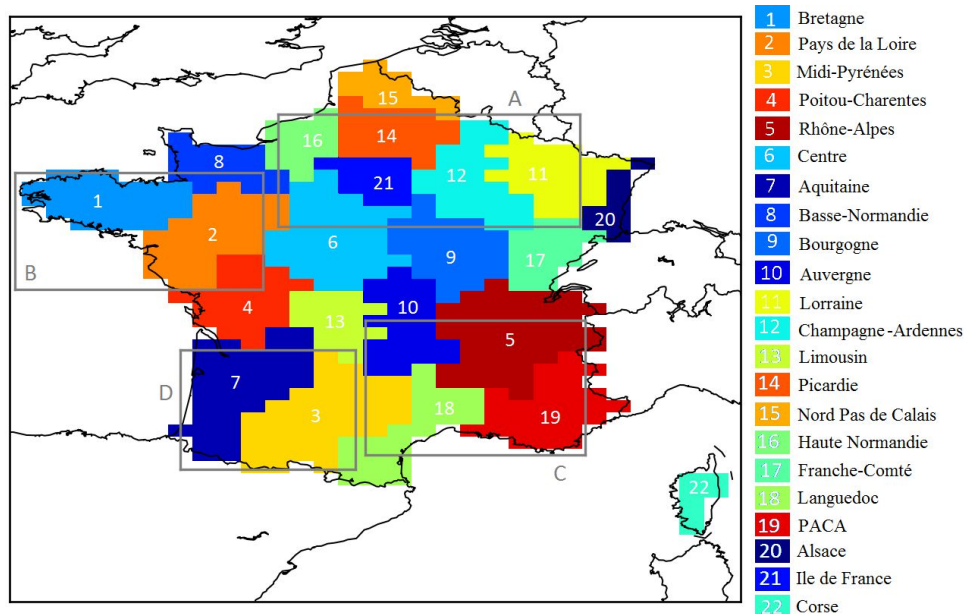 15
A
16
14
8
21
12
11
1
20
2
6
9
17
B
10
4
13
5
D
7
3
18
19
C
22
1 Bretagne
2 Pays de la Loire
3 Midi-Pyrénées
4 Poitou-Charentes
5 Rhône-Alpes
6 Centre
7 Aquitaine
8 Basse-Normandie
9 Bourgogne
10 Auvergne
11 Lorraine
12 Champagne-Ardennes
13 Limousin
14 Picardie
15 Nord Pas de Calais
16 Haute Normandie
17 Franche-Comté
18 Languedoc
19 PACA
20 Alsace
21 Ile de France
22 Corse